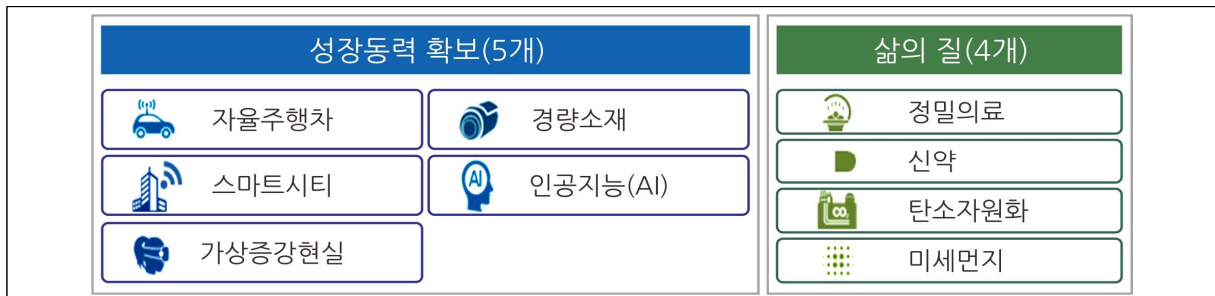 성장동력 확보(5개)
자율주행차
경량소재
스마트시티
인공지능(AI)
AI
가상증강현실
삶의 질(4개)
정밀의료
신약
탄소자원화
CO₂
미세먼지